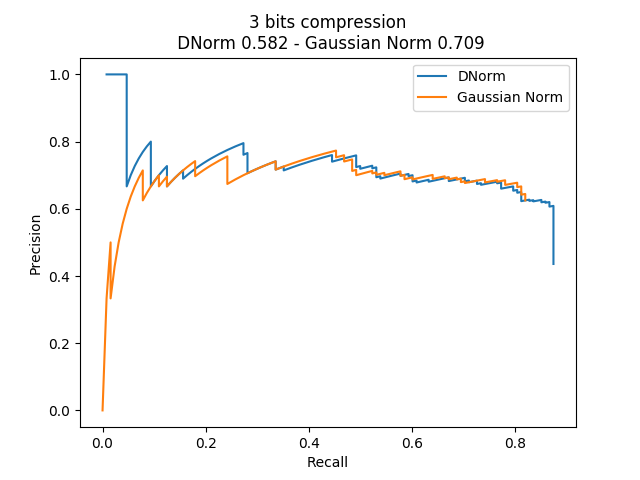 3 bits compression
DNorm 0.582 - Gaussian Norm 0.709
DNorm
Gaussian Norm
1.0
0.8
0.6
0.4
0.2
0.0
Precision
0.0 0.2 0.4 0.6 0.8
Recall